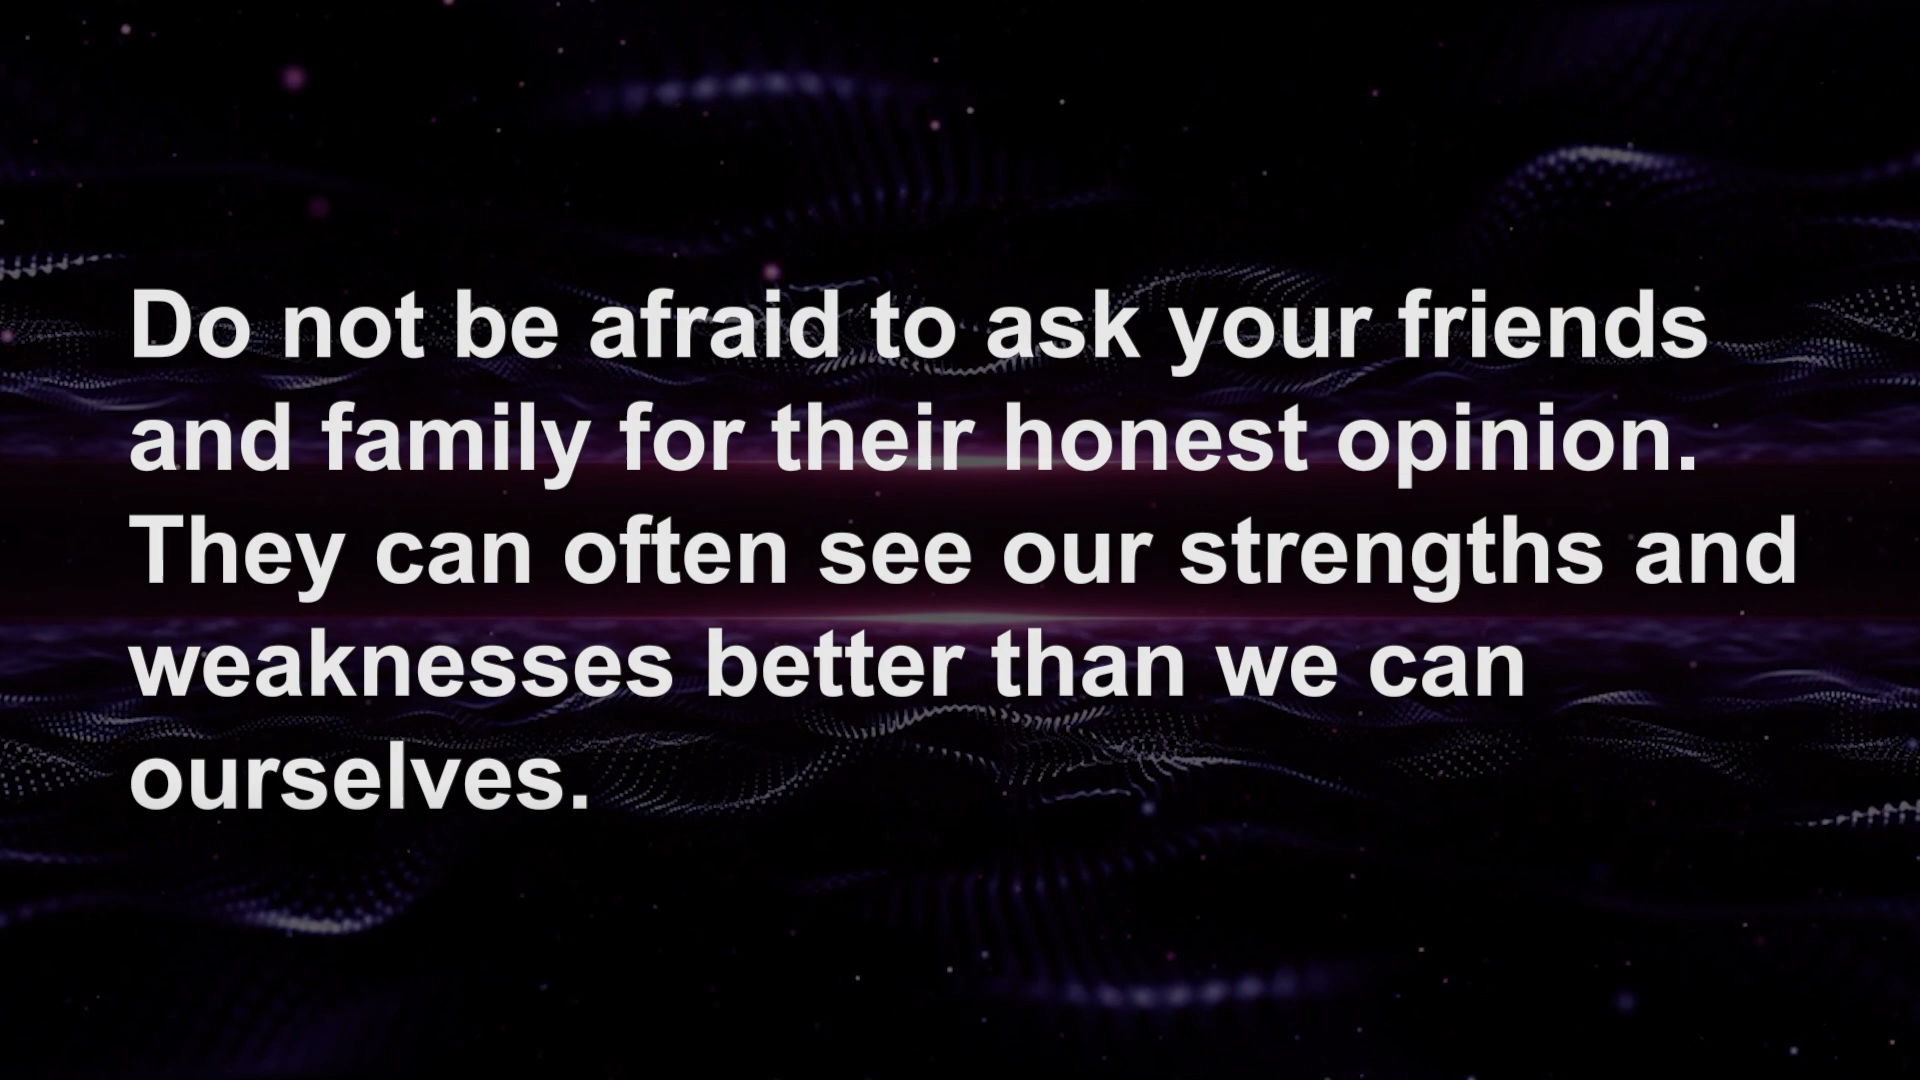 Do not be afraid to ask your friends
and family for their honest opinion.
They can often see our strengths and
weaknesses better than we can
ourselves.